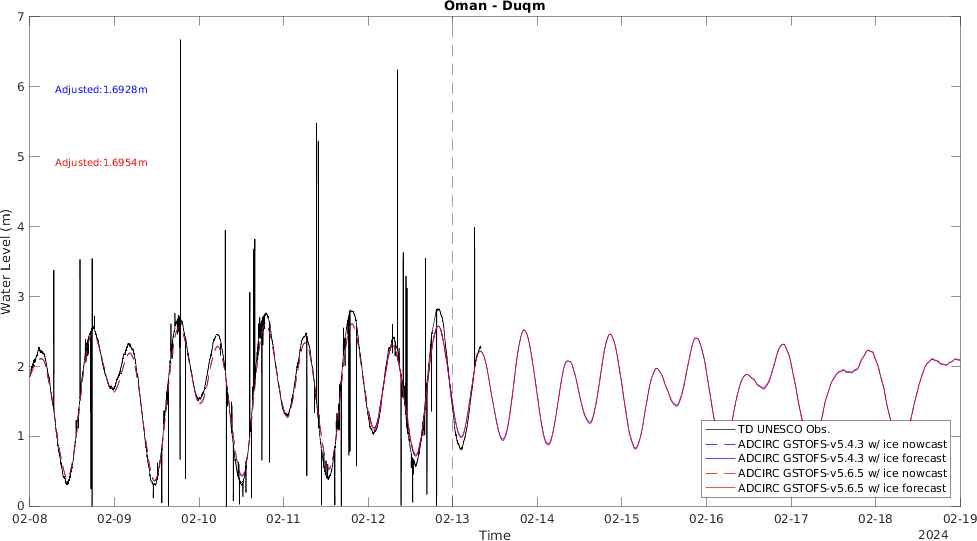 Oman - Duqm
7
6
5
4
3
2
1
0
Water Level (m)
Adjusted:1.6928m
Adjusted:1.6954m
TD UNESCO Obs.
ADCIRC GSTOFS-v5.4.3 w/ ice nowcast
ADCIRC GSTOFS-v5.4.3 w/ ice forecast
ADCIRC GSTOFS-v5.6.5 w/ ice nowcast
ADCIRC GSTOFS-v5.6.5 w/ ice forecast
02-08 02-09 02-10 02-11 02-12 02-13 02-14 02-15 02-16 02-17 02-18 02-19
Time
2024